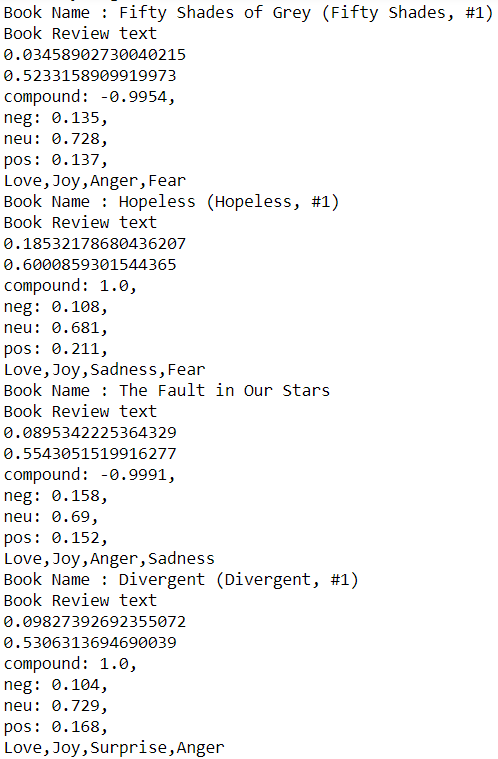 Book Name : Fifty Shades of Grey (Fifty Shades, #1)
Book Review text
0.03458902730040215
0.5233158909919973
compound: -0.9954,
neg: 0.135,
neu: 0.728,
pos: 0.137,
Love,Joy,Anger,Fear
Book Name : Hopeless (Hopeless, #1)
Book Review text
0.18532178680436207
0.6000859301544365
compound: 1.0,
neg: 0.108,
neu: 0.681,
pos: 0.211,
Love,Joy,Sadness,Fear
Book Name : The Fault in Our Stars
Book Review text
0.0895342225364329
0.5543051519916277
compound: -0.9991,
neg: 0.158,
neu: 0.69,
pos: 0.152,
Love,Joy,Anger,Sadness
Book Name : Divergent (Divergent, #1)
Book Review text
0.09827392692355072
0.5306313694690039
compound: 1.0,
neg: 0.104,
neu: 0.729,
pos: 0.168,
Love,Joy,Surprise,Anger